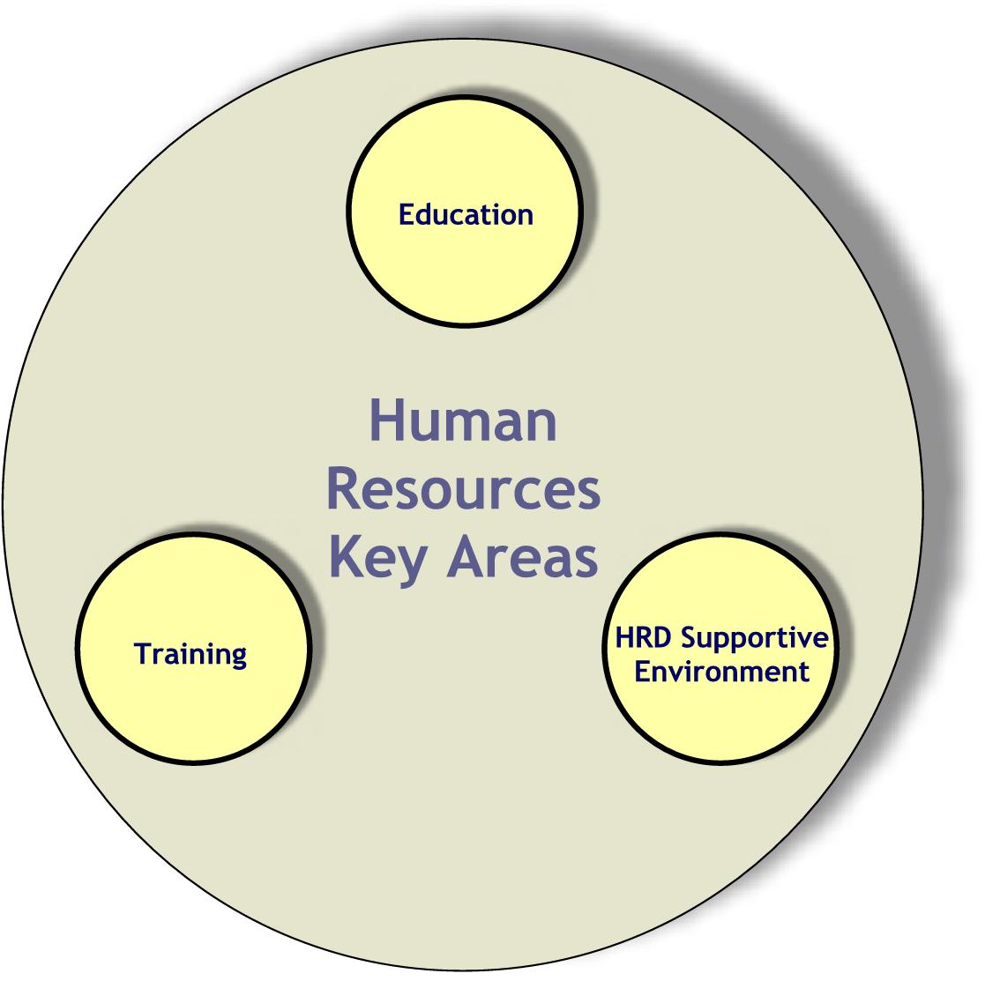 Education
Human
Resources
Key Areas
Training
HRD Supportive
Environment